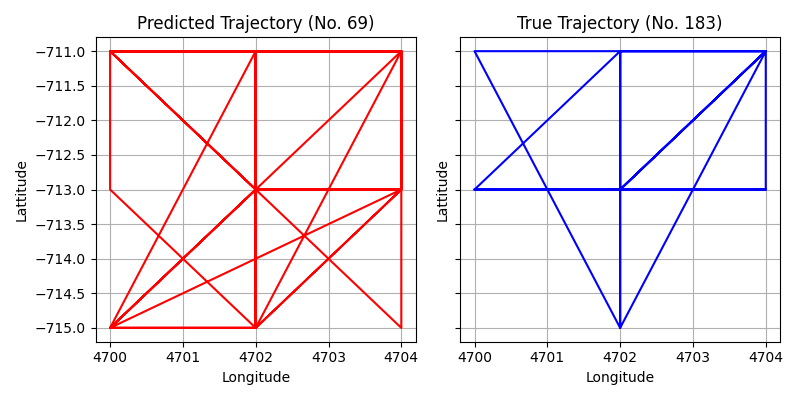 Predicted Trajectory (No. 69)
True Trajectory (No. 183)
Lattitude
−711.0
−711.5
−712.0
−712.5
−713.0
−713.5
−714.0
−714.5
−715.0
4700 4701 4702 4703 4704
Longitude
Lattitude
4700 4701 4702 4703 4704
Longitude